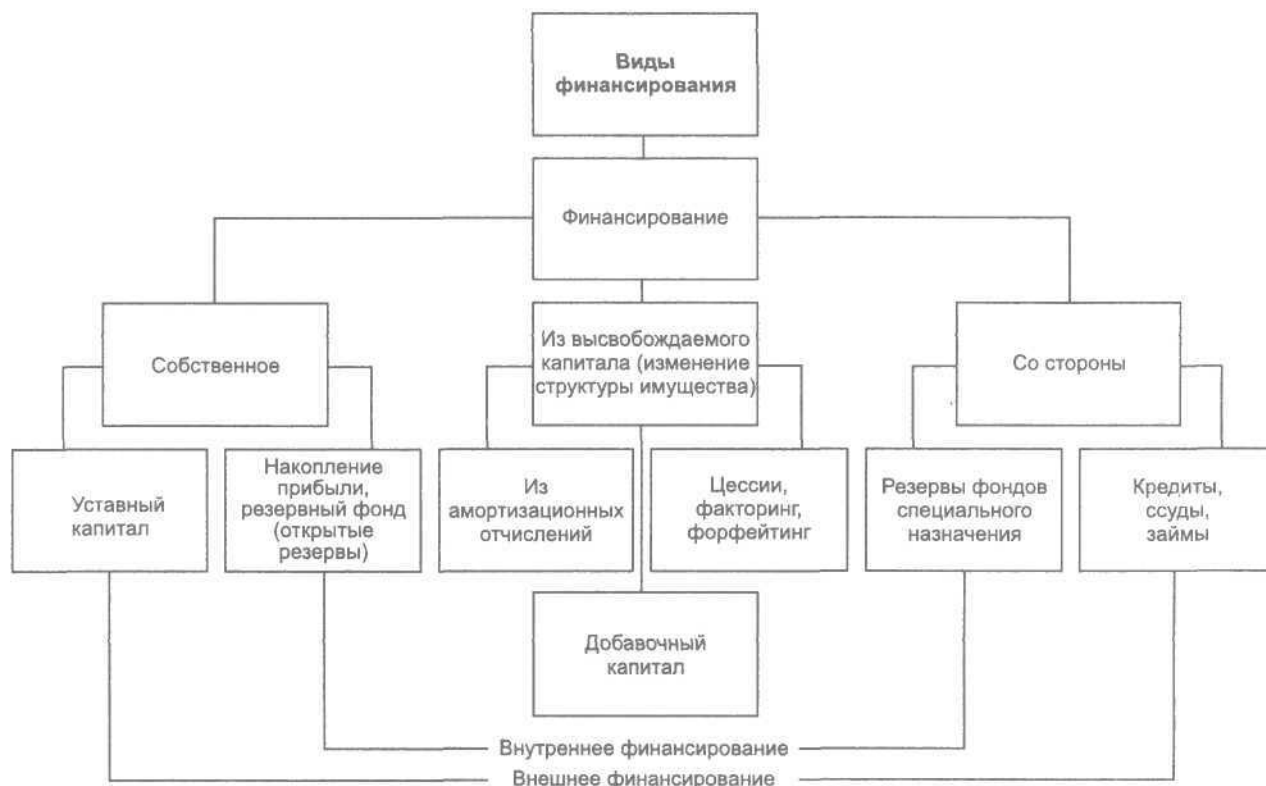 Виды
финансирования
Финансирование
Собственное
Из высвобождаемого
капитала (изменение
структуры имущества)
Со стороны
Уставный
капитал
Накопление
прибыли,
резервный фонд
(открытые
резервы)
Из
амортизационных
отчислений
Цессии,
факторинг,
форфейтинг
Резервы фондов
специального
назначения
Кредиты,
ссуды,
займы
Добавочный
капитал
Внутреннее финансирование
Внешнее финансирование